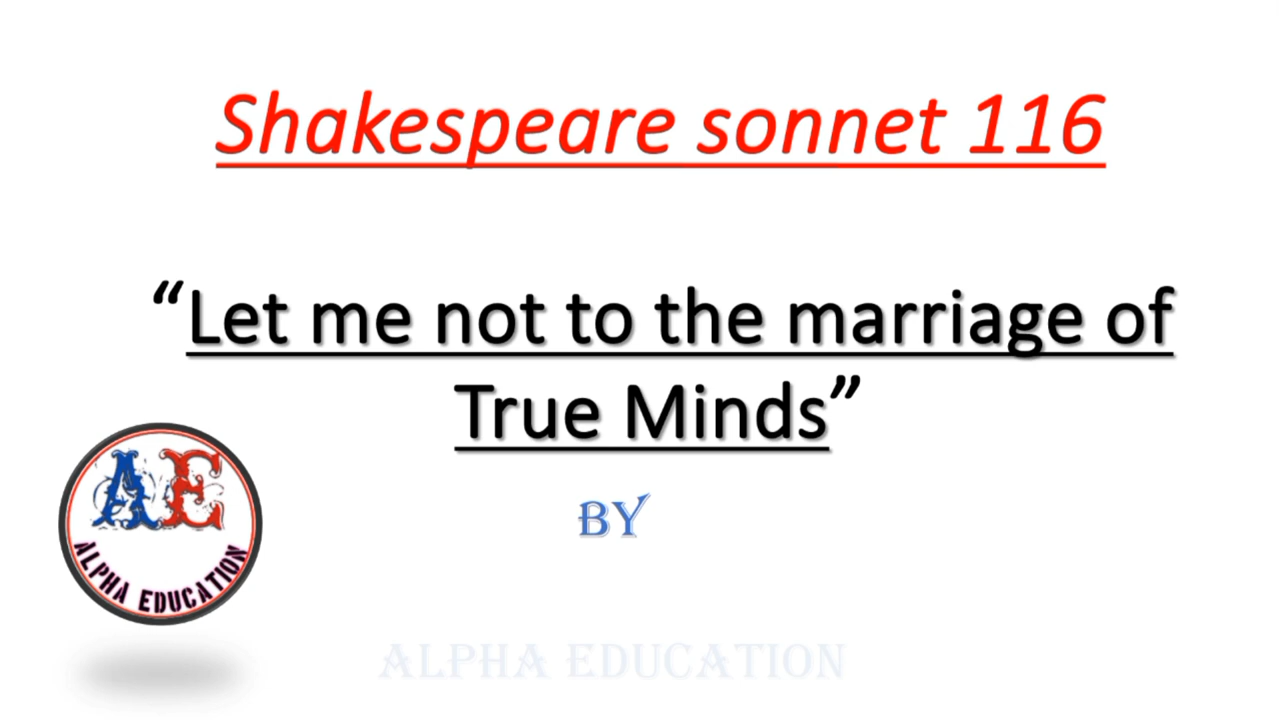 Shakespeare sonnet 116
“Let me not to the marriage of
True Minds”
BY
AE
ALPHA EDUCATION
ALPHA EDUCATION